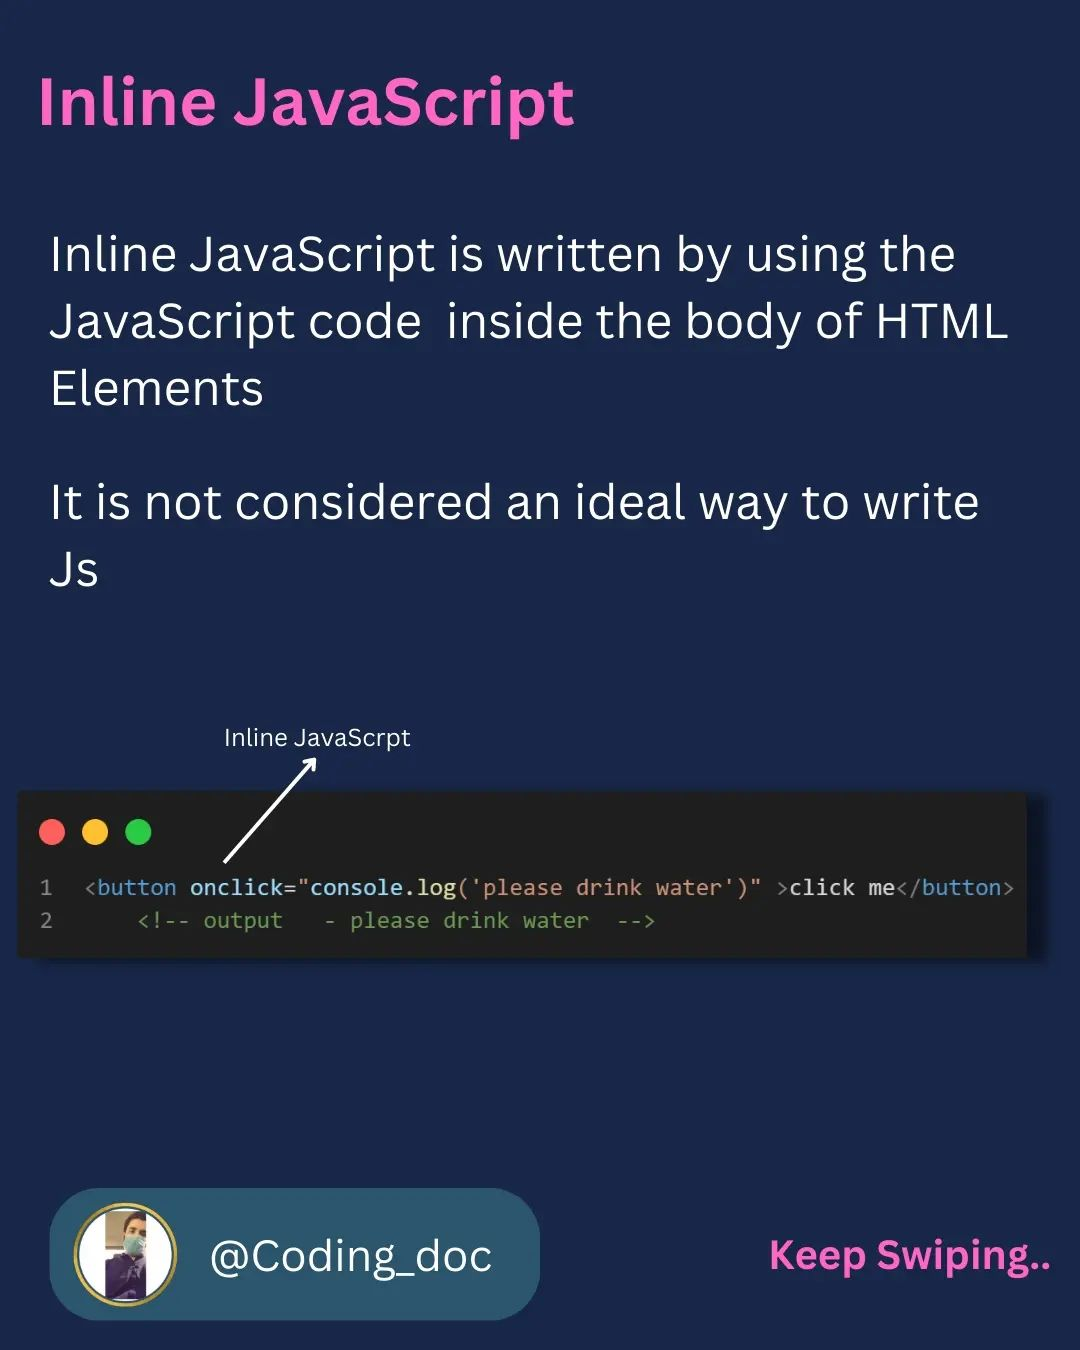 Inline JavaScript
Inline JavaScript is written by using the
JavaScript code  inside the body of HTML
Elements
It is not considered an ideal way to write
Js
Inline JavaScrpt
1 <button onclick="console.log('please drink water')" >click me</button>
2 <!-- output   - please drink water  -->
@Coding_doc
Keep Swiping..